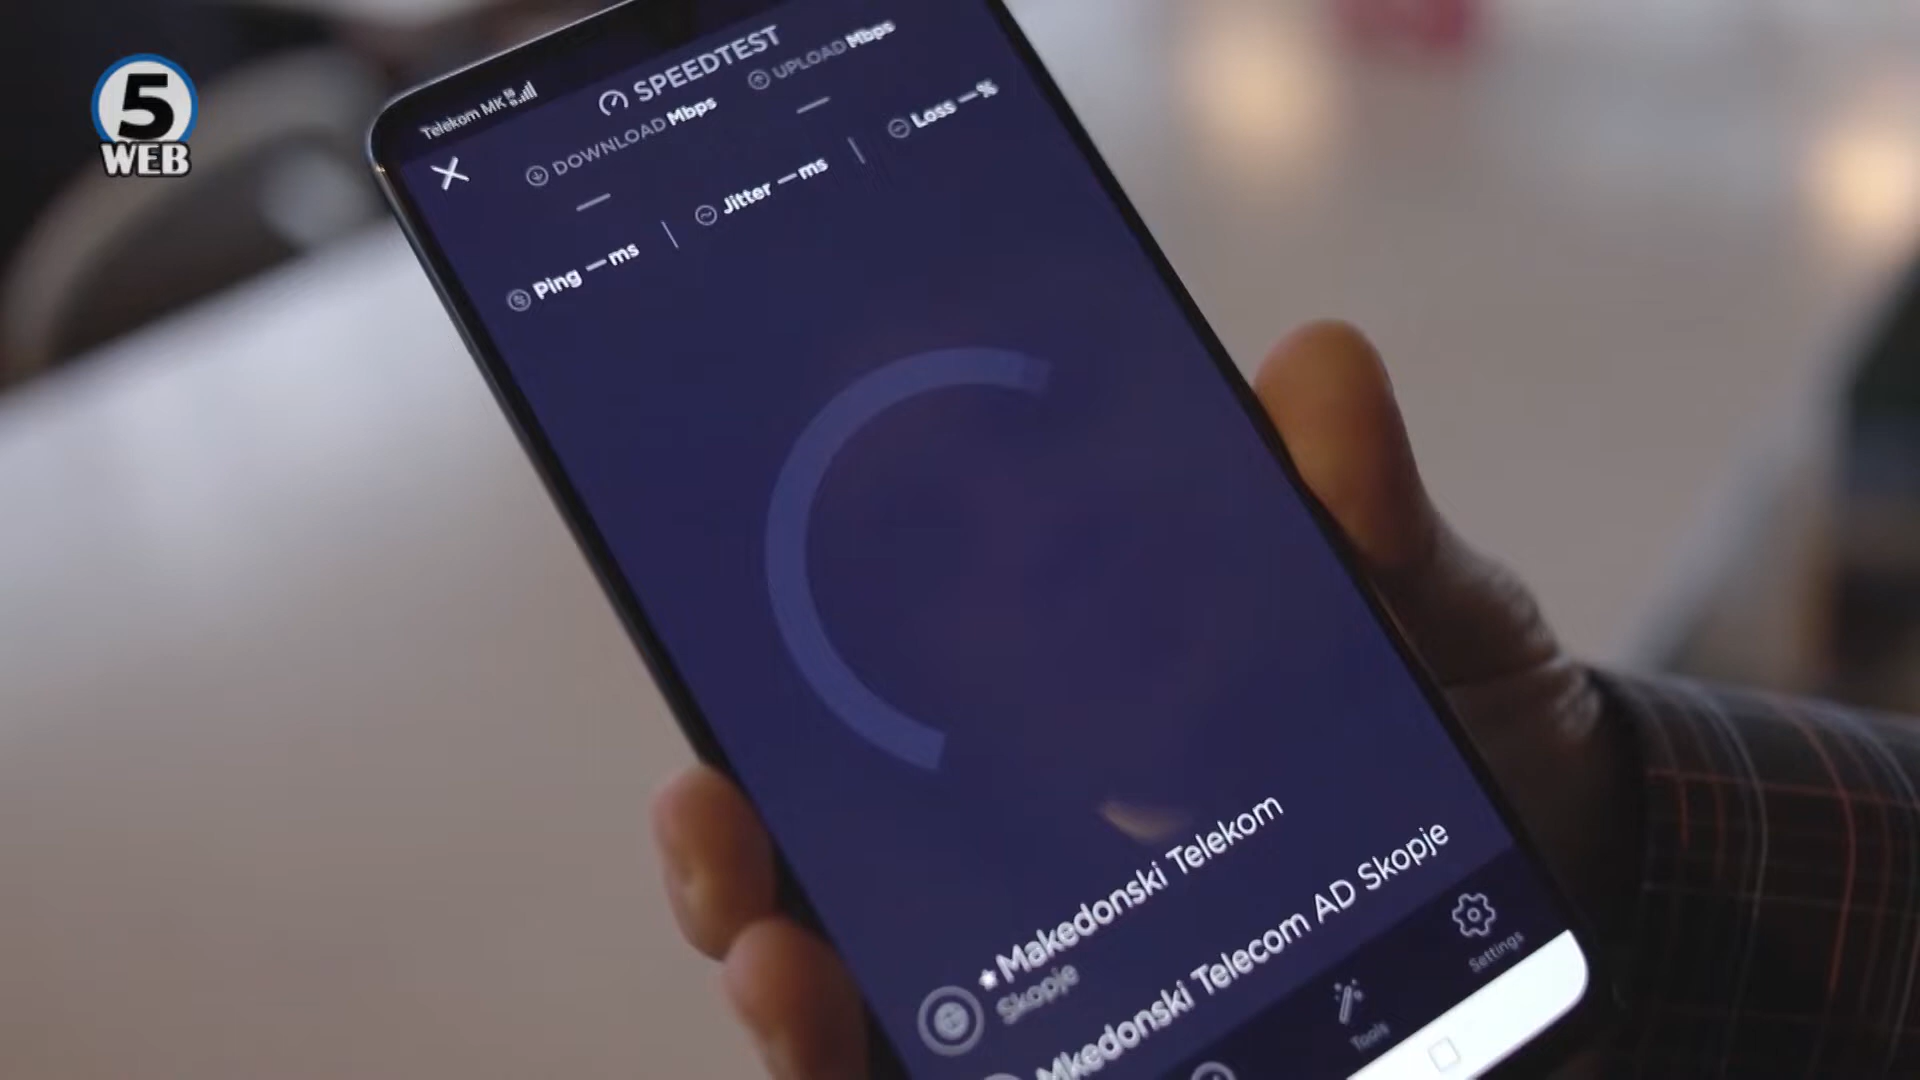 5
WEB
Telekom MK
SPEEDTEST
DOWNLOAD Mbps
UPLOAD Mbps
—
—
Ping — ms
Jitter — ms
Loss — %
★ Makedonski Telekom
Skopje
Mkedonski Telecom AD Skopje
Tools
Settings